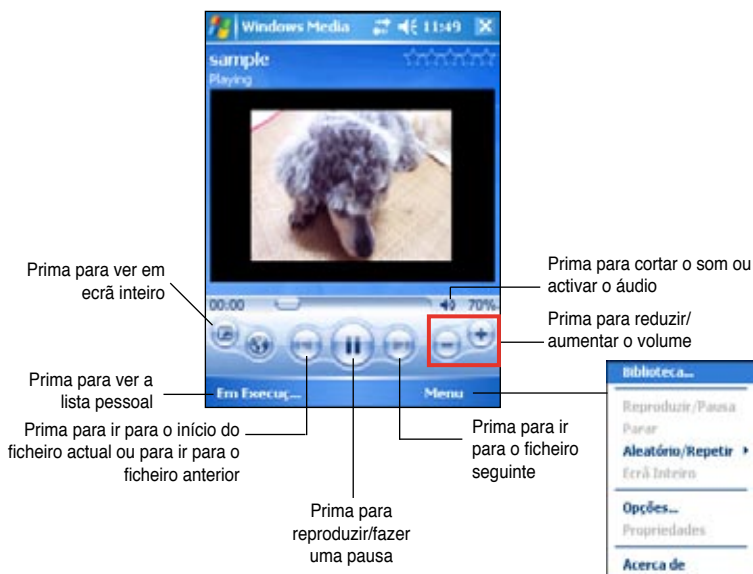 Windows Media 11:49
sample
Playing
00:00 70%
Em Execuç... Menu
Prima para ver em
ecrã inteiro
Prima para ver a
lista pessoal
Prima para ir para o início do
ficheiro actual ou para ir para o
ficheiro anterior
Prima para
reproduzir/fazer
uma pausa
Prima para ir
para o ficheiro
seguinte
Prima para cortar o som ou
activar o áudio
Prima para reduzir/
aumentar o volume
Biblioteca...
Reproduzir/Pausa
Parar
Aleatório/Repetir
Ecrã Inteiro
Opções...
Propriedades
Acerca de